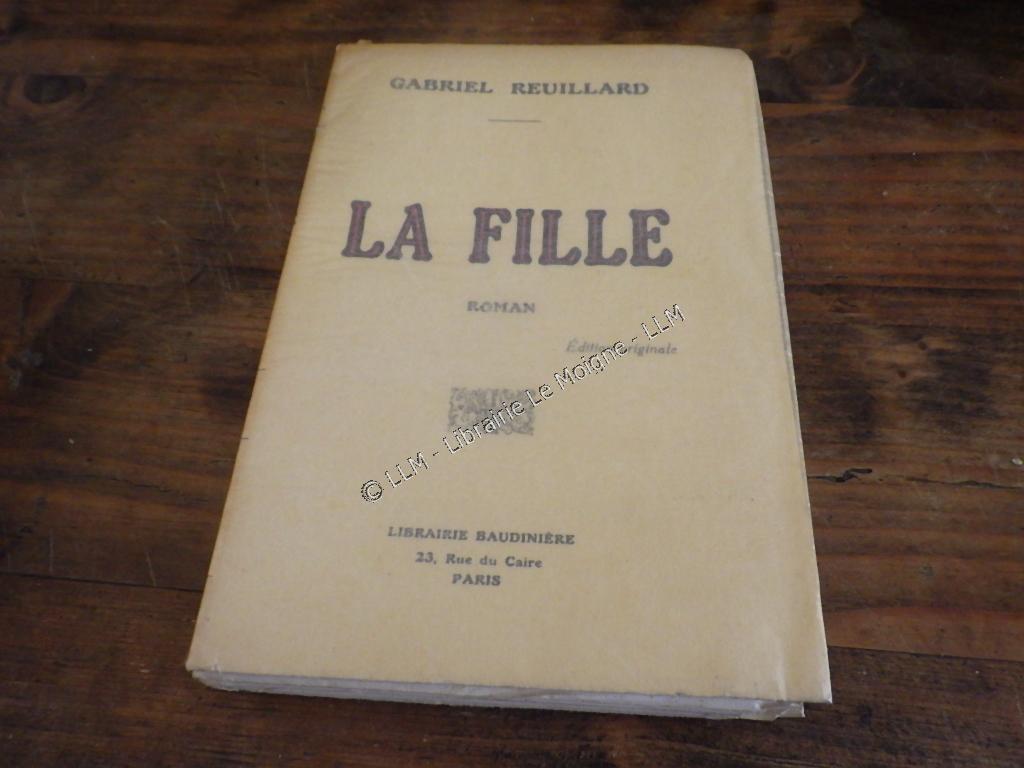 GABRIEL REUILLARD
LA FILLE
ROMAN
Édition originale
© LLM - Librairie Le Moigne - LLM
LIBRAIRIE BAUDINIÈRE
23, Rue du Caire
PARIS